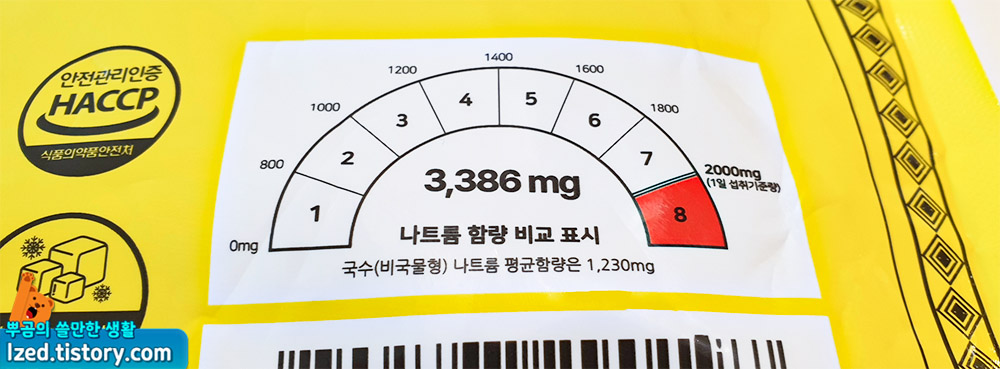 안전관리인증
HACCP
식품의약품안전처
0mg
800
1000
1200
1400
1600
1800
2000mg
(1일 섭취기준량)
1
2
3
4
5
6
7
8
3,386 mg
나트륨 함량 비교 표시
국수(비국물형) 나트륨 평균함량은 1,230mg
뿌곰의 쓸만한 생활
lzed.tistory.com